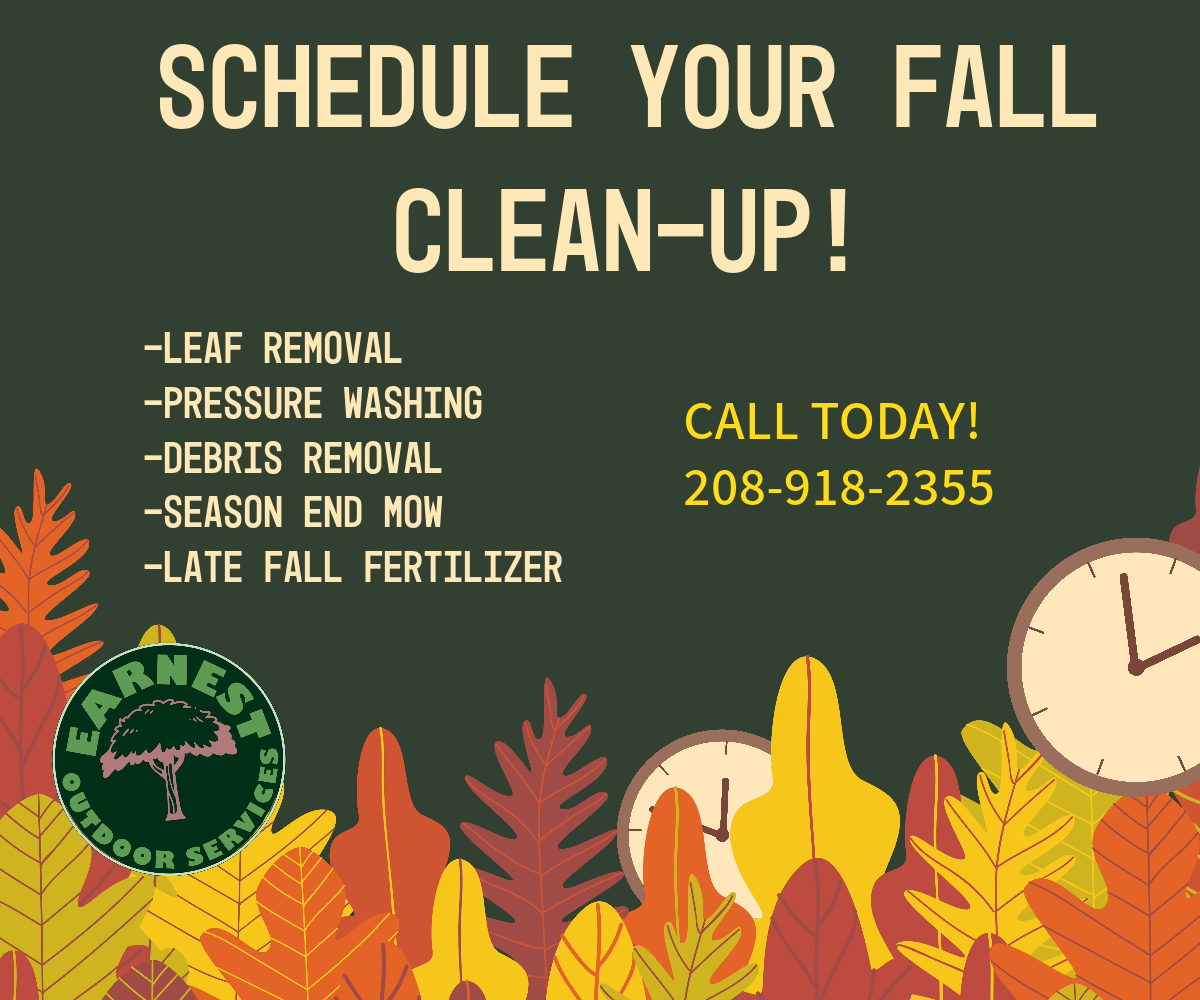 SCHEDULE YOUR FALL
CLEAN-UP!
-LEAF REMOVAL
-PRESSURE WASHING
-DEBRIS REMOVAL
-SEASON END MOW
-LATE FALL FERTILIZER
CALL TODAY!
208-918-2355
EARNEST
OUTDOOR SERVICES